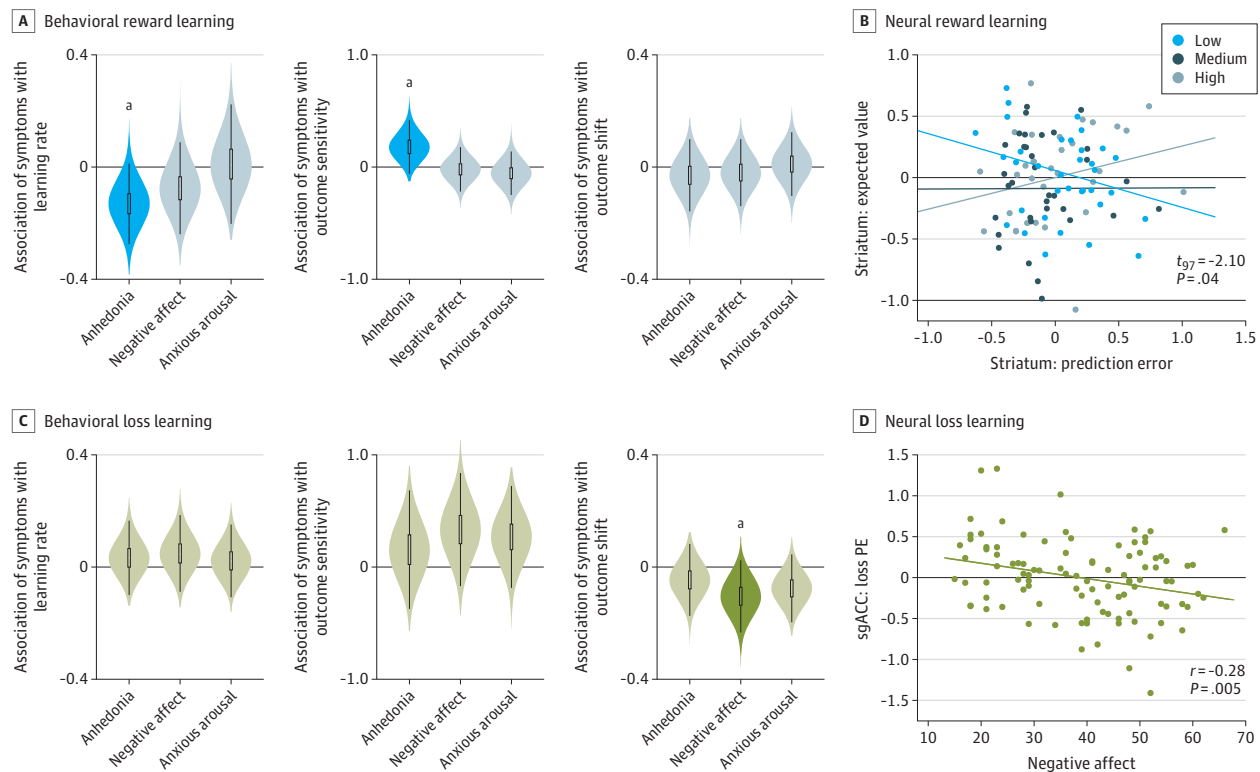 A Behavioral reward learning
0.4
0
-0.4
Association of symptoms with
learning rate
a
Anhedonia
Negative affect
Anxious arousal
1.0
0
-1.0
Association of symptoms with
outcome sensitivity
a
Anhedonia
Negative affect
Anxious arousal
0.4
0
-0.4
Association of symptoms with
outcome shift
Anhedonia
Negative affect
Anxious arousal
B Neural reward learning
Low
Medium
High
1.0
0.5
0
-0.5
-1.0
Striatum: expected value
t97 = -2.10
P = .04
-1.0 -0.5 0 0.5 1.0 1.5
Striatum: prediction error
C Behavioral loss learning
0.4
0
-0.4
Association of symptoms with
learning rate
Anhedonia
Negative affect
Anxious arousal
1.0
0
-1.0
Association of symptoms with
outcome sensitivity
Anhedonia
Negative affect
Anxious arousal
0.4
0
-0.4
Association of symptoms with
outcome shift
a
Anhedonia
Negative affect
Anxious arousal
D Neural loss learning
1.5
1.0
0.5
0
-0.5
-1.0
-1.5
sgACC: loss PE
r = -0.28
P = .005
10 20 30 40 50 60 70
Negative affect